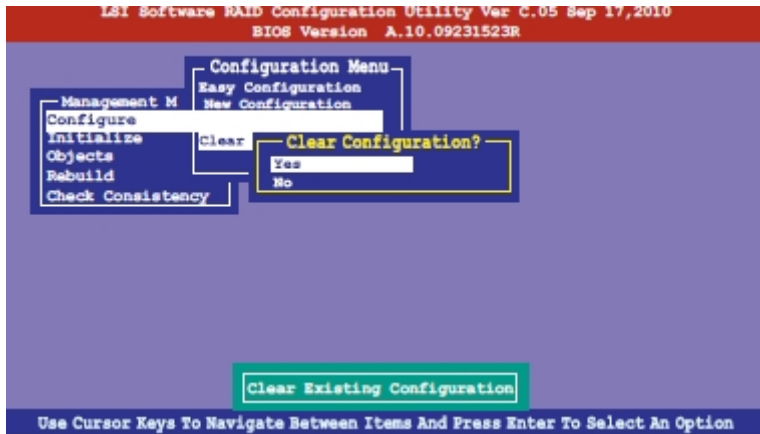 LSI Software RAID Configuration Utility Ver C.05 Sep 17,2010
BIOS Version A.10.09231523R
Configuration Menu
Easy Configuration
New Configuration
Clear
Management M
Configure
Initialize
Objects
Rebuild
Check Consistency
Clear Configuration?
Yes
No
Clear Existing Configuration
Use Cursor Keys To Navigate Between Items And Press Enter To Select An Option